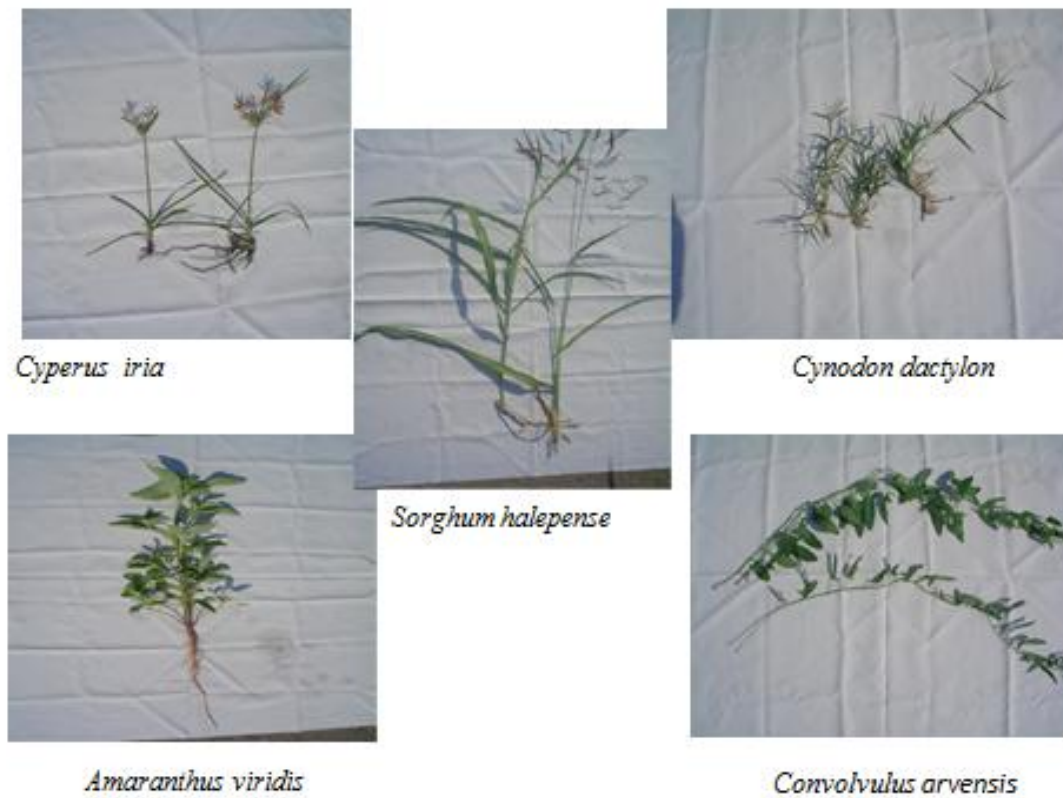 Cyperus iria
Cynodon dactylon
Sorghum halepense
Amaranthus viridis
Convolvulus arvensis